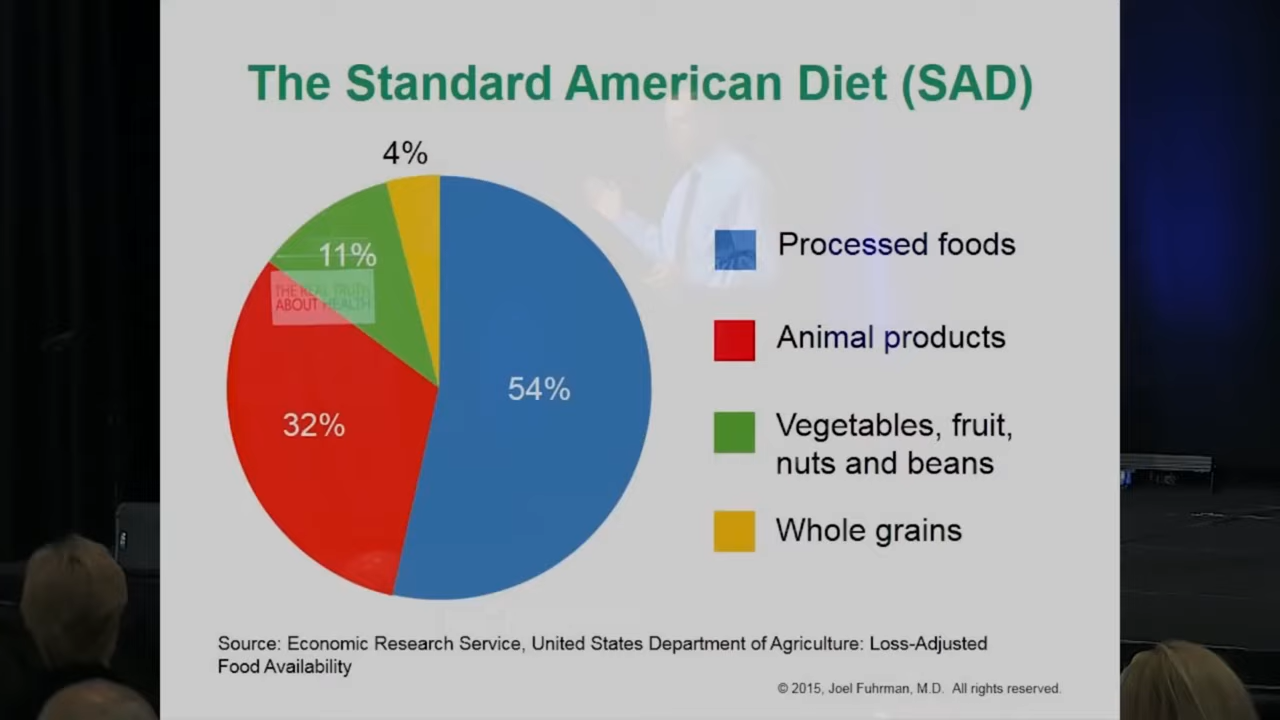 The Standard American Diet (SAD)
4%
11%
THE REAL TRUTH
ABOUT HEALTH
32%
54%
Processed foods
Animal products
Vegetables, fruit,
nuts and beans
Whole grains
Source: Economic Research Service, United States Department of Agriculture: Loss-Adjusted
Food Availability
© 2015, Joel Fuhrman, M.D. All rights reserved.